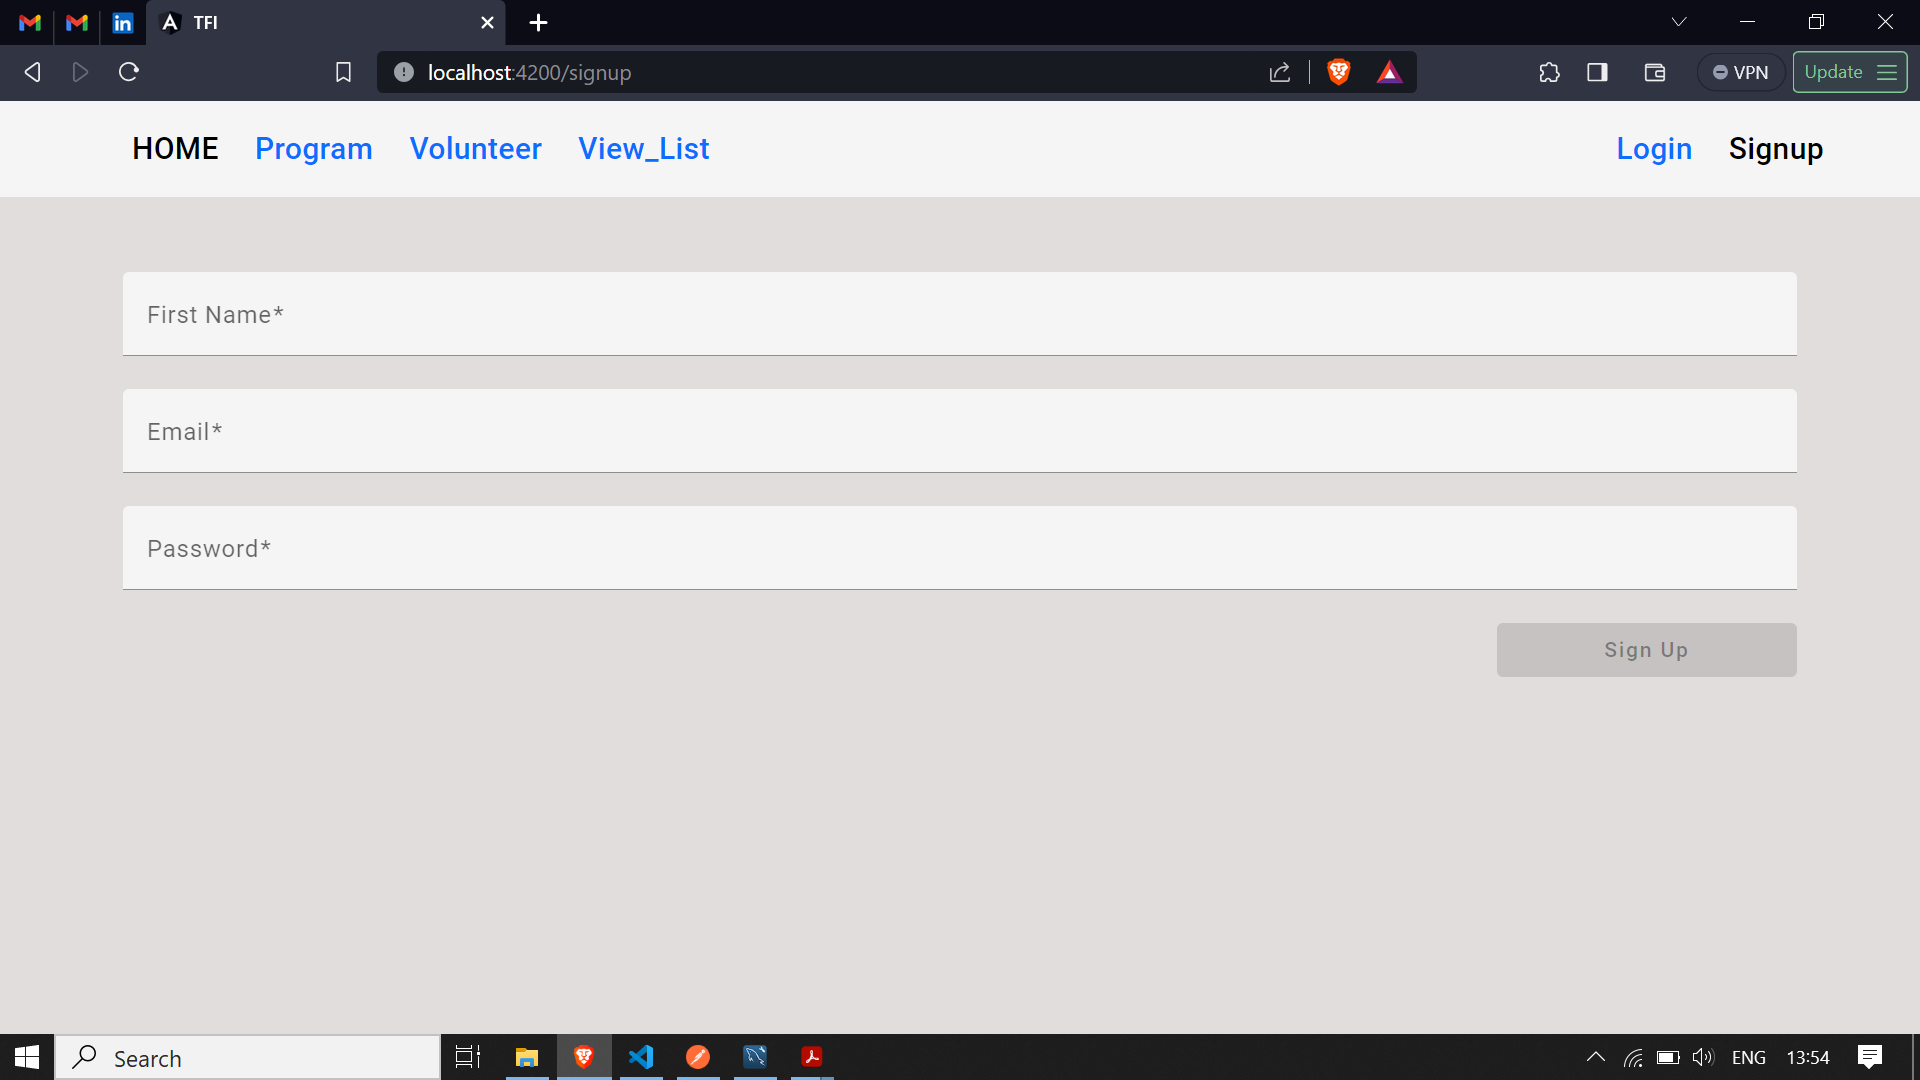 TFI
localhost:4200/signup
VPN
Update
HOME Program Volunteer View_List Login Signup
First Name*
Email*
Password*
Sign Up
Search
ENG 13:54